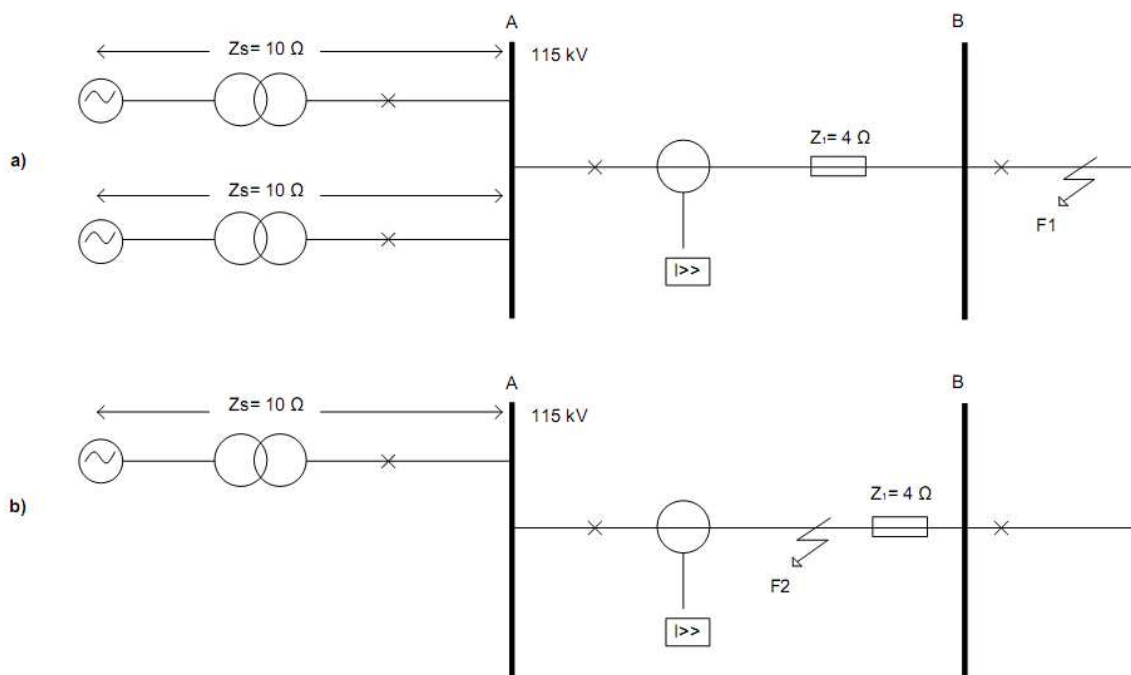 A
B
Zs= 10 Ω
115 kV
Z₁= 4 Ω
a)
Zs= 10 Ω
F1
I>>
A
B
Zs= 10 Ω
115 kV
Z₁= 4 Ω
b)
F2
I>>